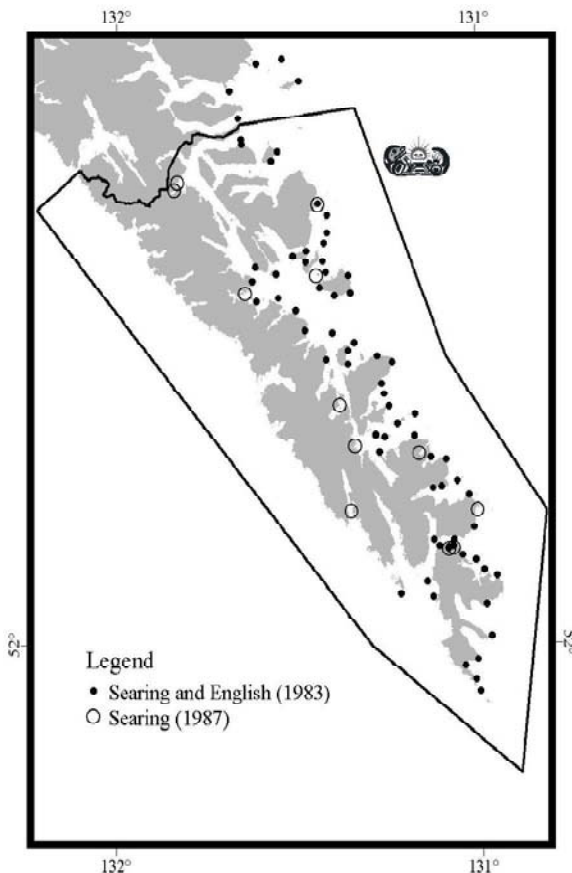 132° 131°
52° 52°
Legend
Searing and English (1983)
Searing (1987)
132° 131°